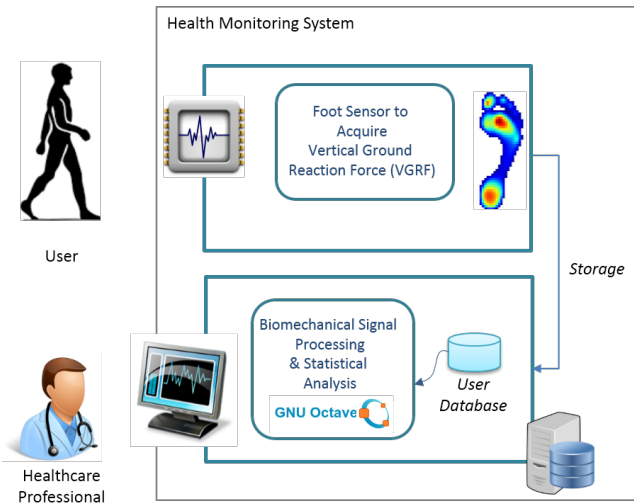 Health Monitoring System
Foot Sensor to
Acquire
Vertical Ground
Reaction Force (VGRF)
User
Storage
Biomechanical Signal
Processing
& Statistical
Analysis
GNU Octave
User
Database
Healthcare
Professional